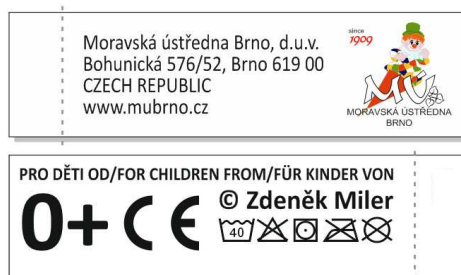 Moravská ústředna Brno, d.u.v.
Bohunická 576/52, Brno 619 00
CZECH REPUBLIC
www.mubrno.cz
since
1909
MU
MORAVSKÁ ÚSTŘEDNA
BRNO
PRO DĚTI OD/FOR CHILDREN FROM/FÜR KINDER VON
0+ CE
© Zdeněk Miler
40